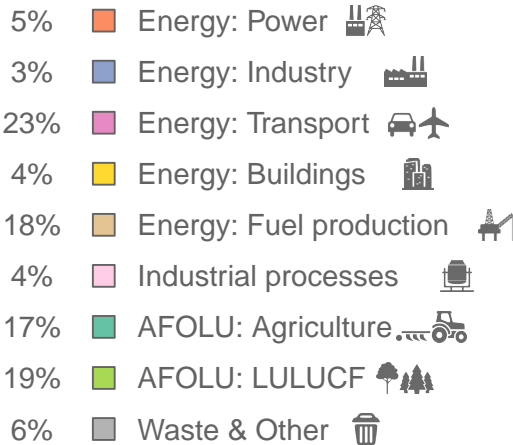 5% Energy: Power
3% Energy: Industry
23% Energy: Transport
4% Energy: Buildings
18% Energy: Fuel production
4% Industrial processes
17% AFOLU: Agriculture
19% AFOLU: LULUCF
6% Waste & Other